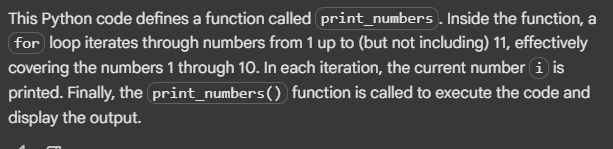 This Python code defines a function called print_numbers. Inside the function, a
for loop iterates through numbers from 1 up to (but not including) 11, effectively
covering the numbers 1 through 10. In each iteration, the current number i is
printed. Finally, the print_numbers() function is called to execute the code and
display the output.